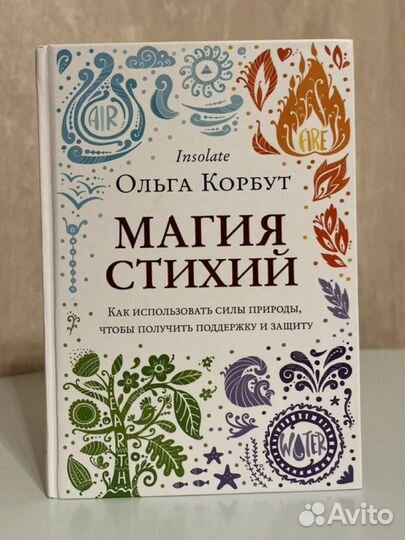 AIR
FIRE
Insolate
Ольга Корбут
МАГИЯ
СТИХИЙ
Как использовать силы природы,
чтобы получить поддержку и защиту
EARTH
WATER
Avito